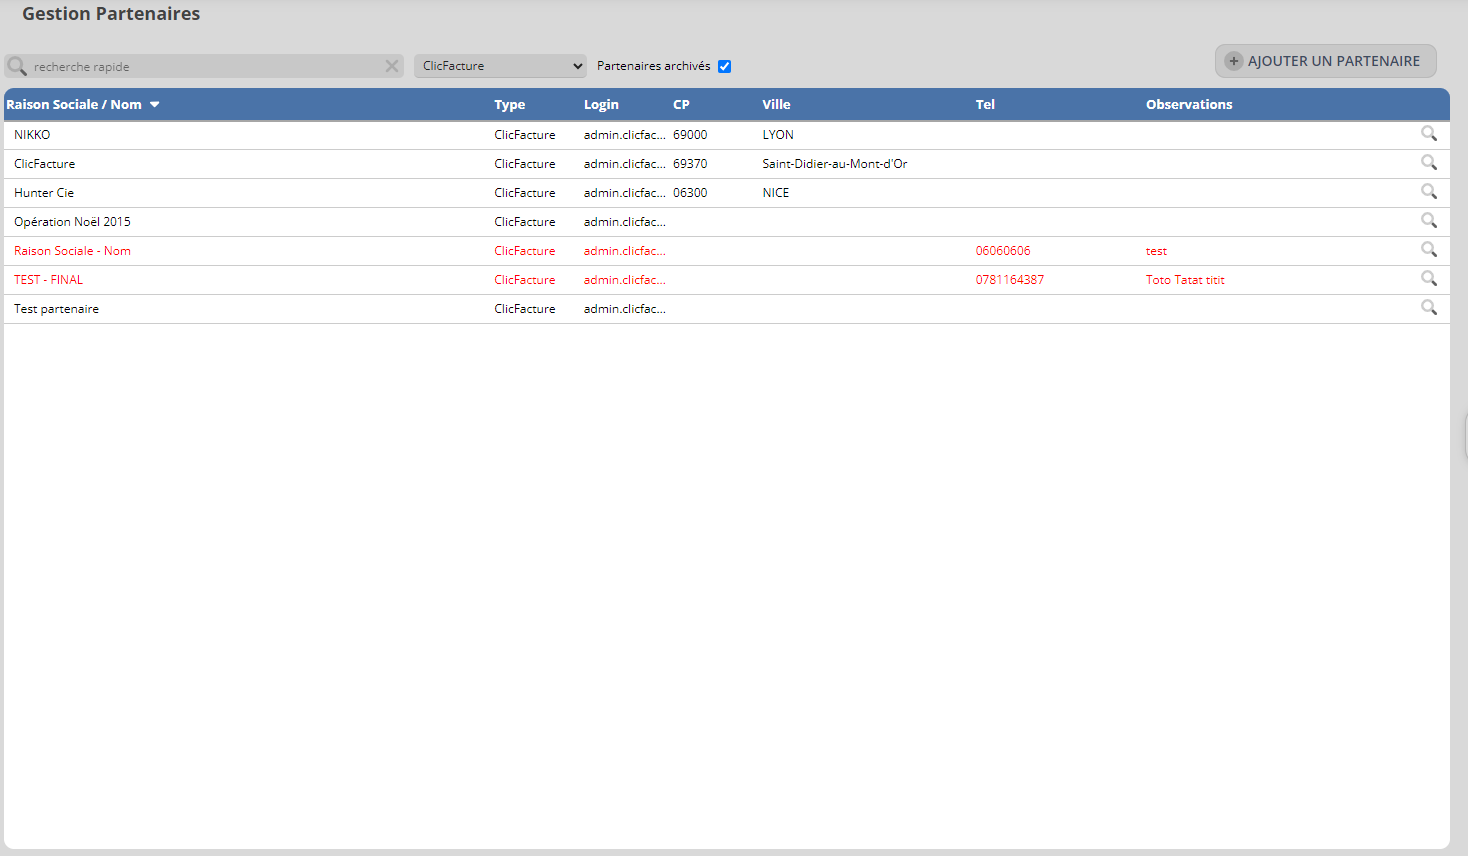 Gestion Partenaires
recherche rapide ClicFacture Partenaires archivés AJOUTER UN PARTENAIRE
Raison Sociale / Nom Type Login CP Ville Tel Observations
NIKKO ClicFacture admin.clicfac... 69000 LYON
ClicFacture ClicFacture admin.clicfac... 69370 Saint-Didier-au-Mont-d'Or
Hunter Cie ClicFacture admin.clicfac... 06300 NICE
Opération Noël 2015 ClicFacture admin.clicfac...
Raison Sociale - Nom ClicFacture admin.clicfac... 06060606 test
TEST - FINAL ClicFacture admin.clicfac... 0781164387 Toto Tatat titit
Test partenaire ClicFacture admin.clicfac...